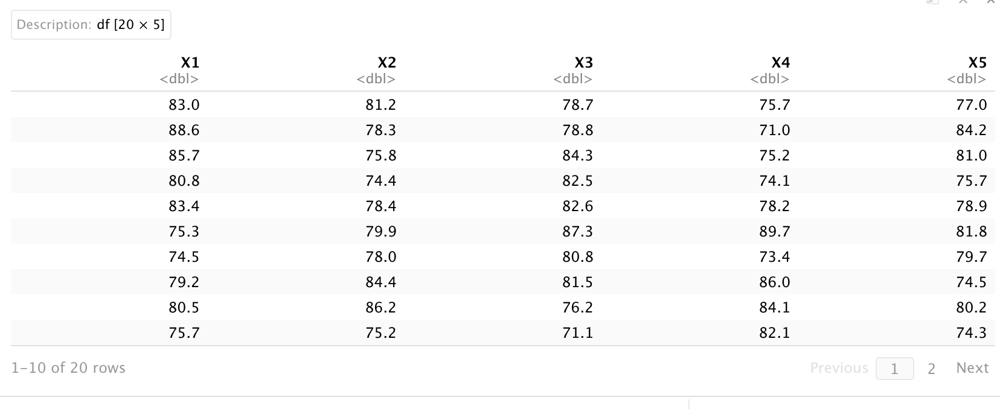 Description: df [20 × 5]
X1 X2 X3 X4 X5
<dbl> <dbl> <dbl> <dbl> <dbl>
83.0 81.2 78.7 75.7 77.0
88.6 78.3 78.8 71.0 84.2
85.7 75.8 84.3 75.2 81.0
80.8 74.4 82.5 74.1 75.7
83.4 78.4 82.6 78.2 78.9
75.3 79.9 87.3 89.7 81.8
74.5 78.0 80.8 73.4 79.7
79.2 84.4 81.5 86.0 74.5
80.5 86.2 76.2 84.1 80.2
75.7 75.2 71.1 82.1 74.3
1–10 of 20 rows Previous 1 2 Next